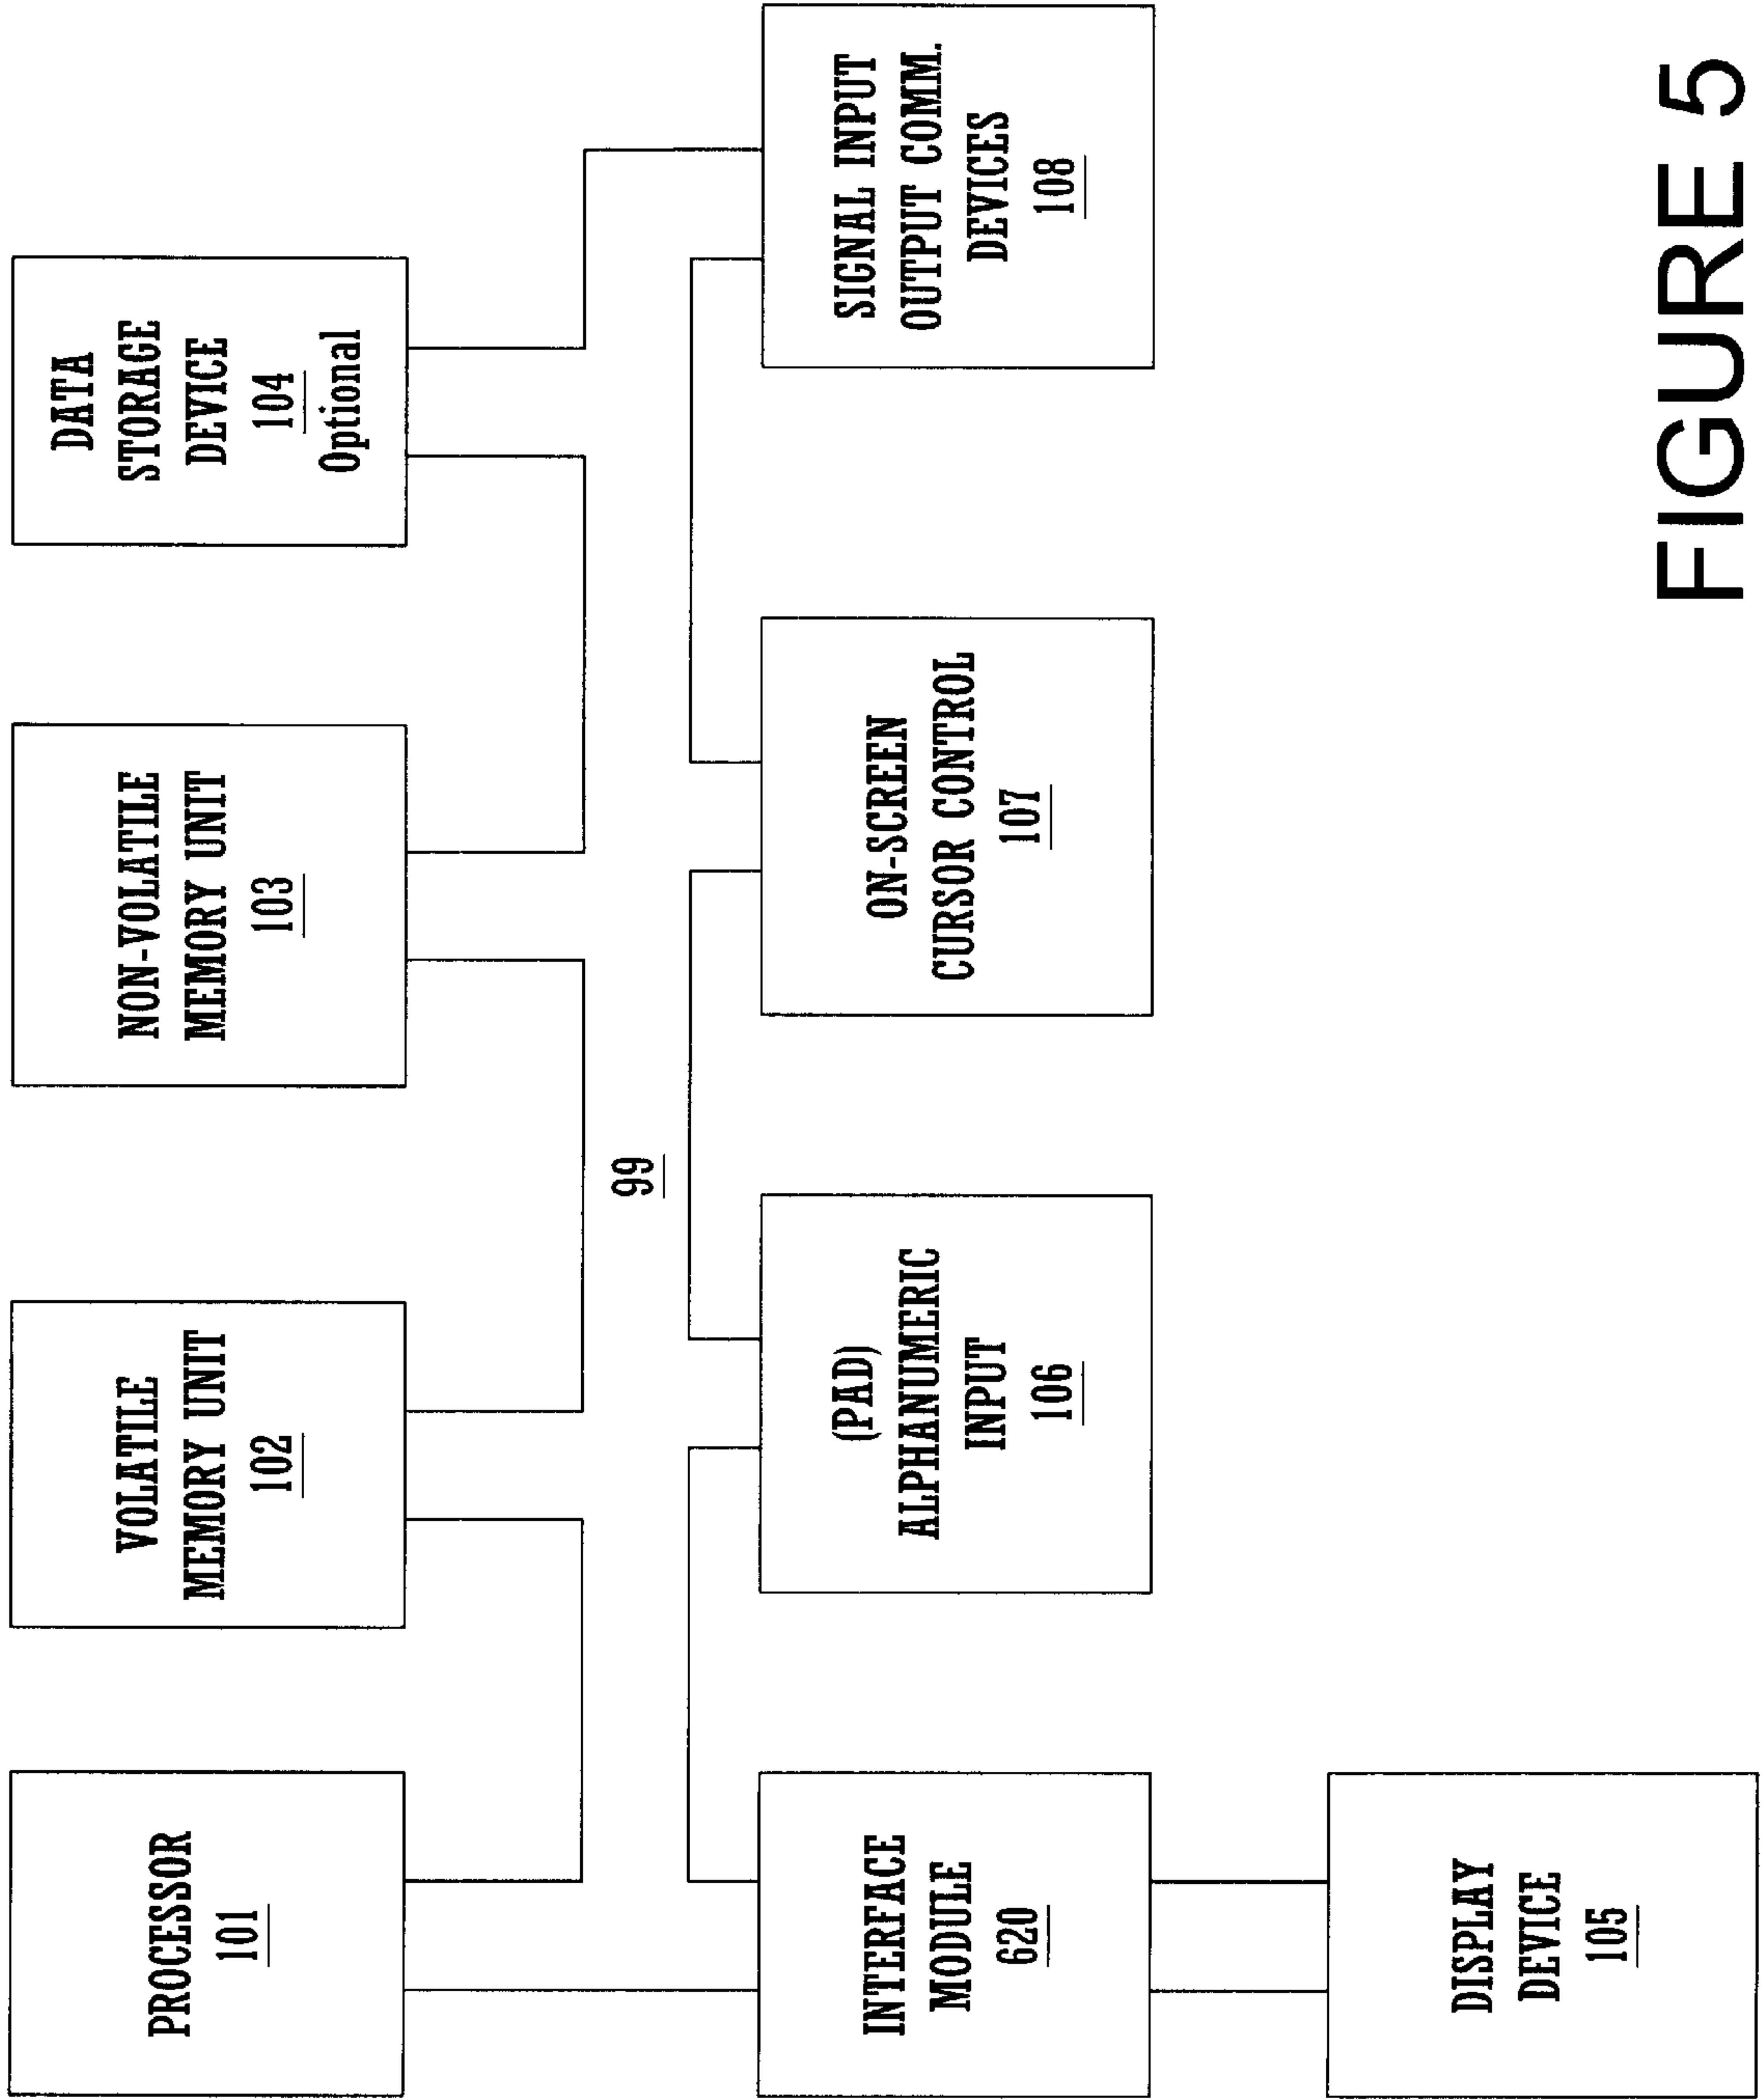 PROCESSOR
101
VOLATILE
MEMORY UNIT
102
NON-VOLATILE
MEMORY UNIT
103
DATA
STORAGE
DEVICE
104
Optional
99
INTERFACE
MODULE
620
(PAD)
ALPHANUMERIC
INPUT
106
ON-SCREEN
CURSOR CONTROL
107
SIGNAL INPUT
OUTPUT COMM.
DEVICES
108
DISPLAY
DEVICE
105
FIGURE 5